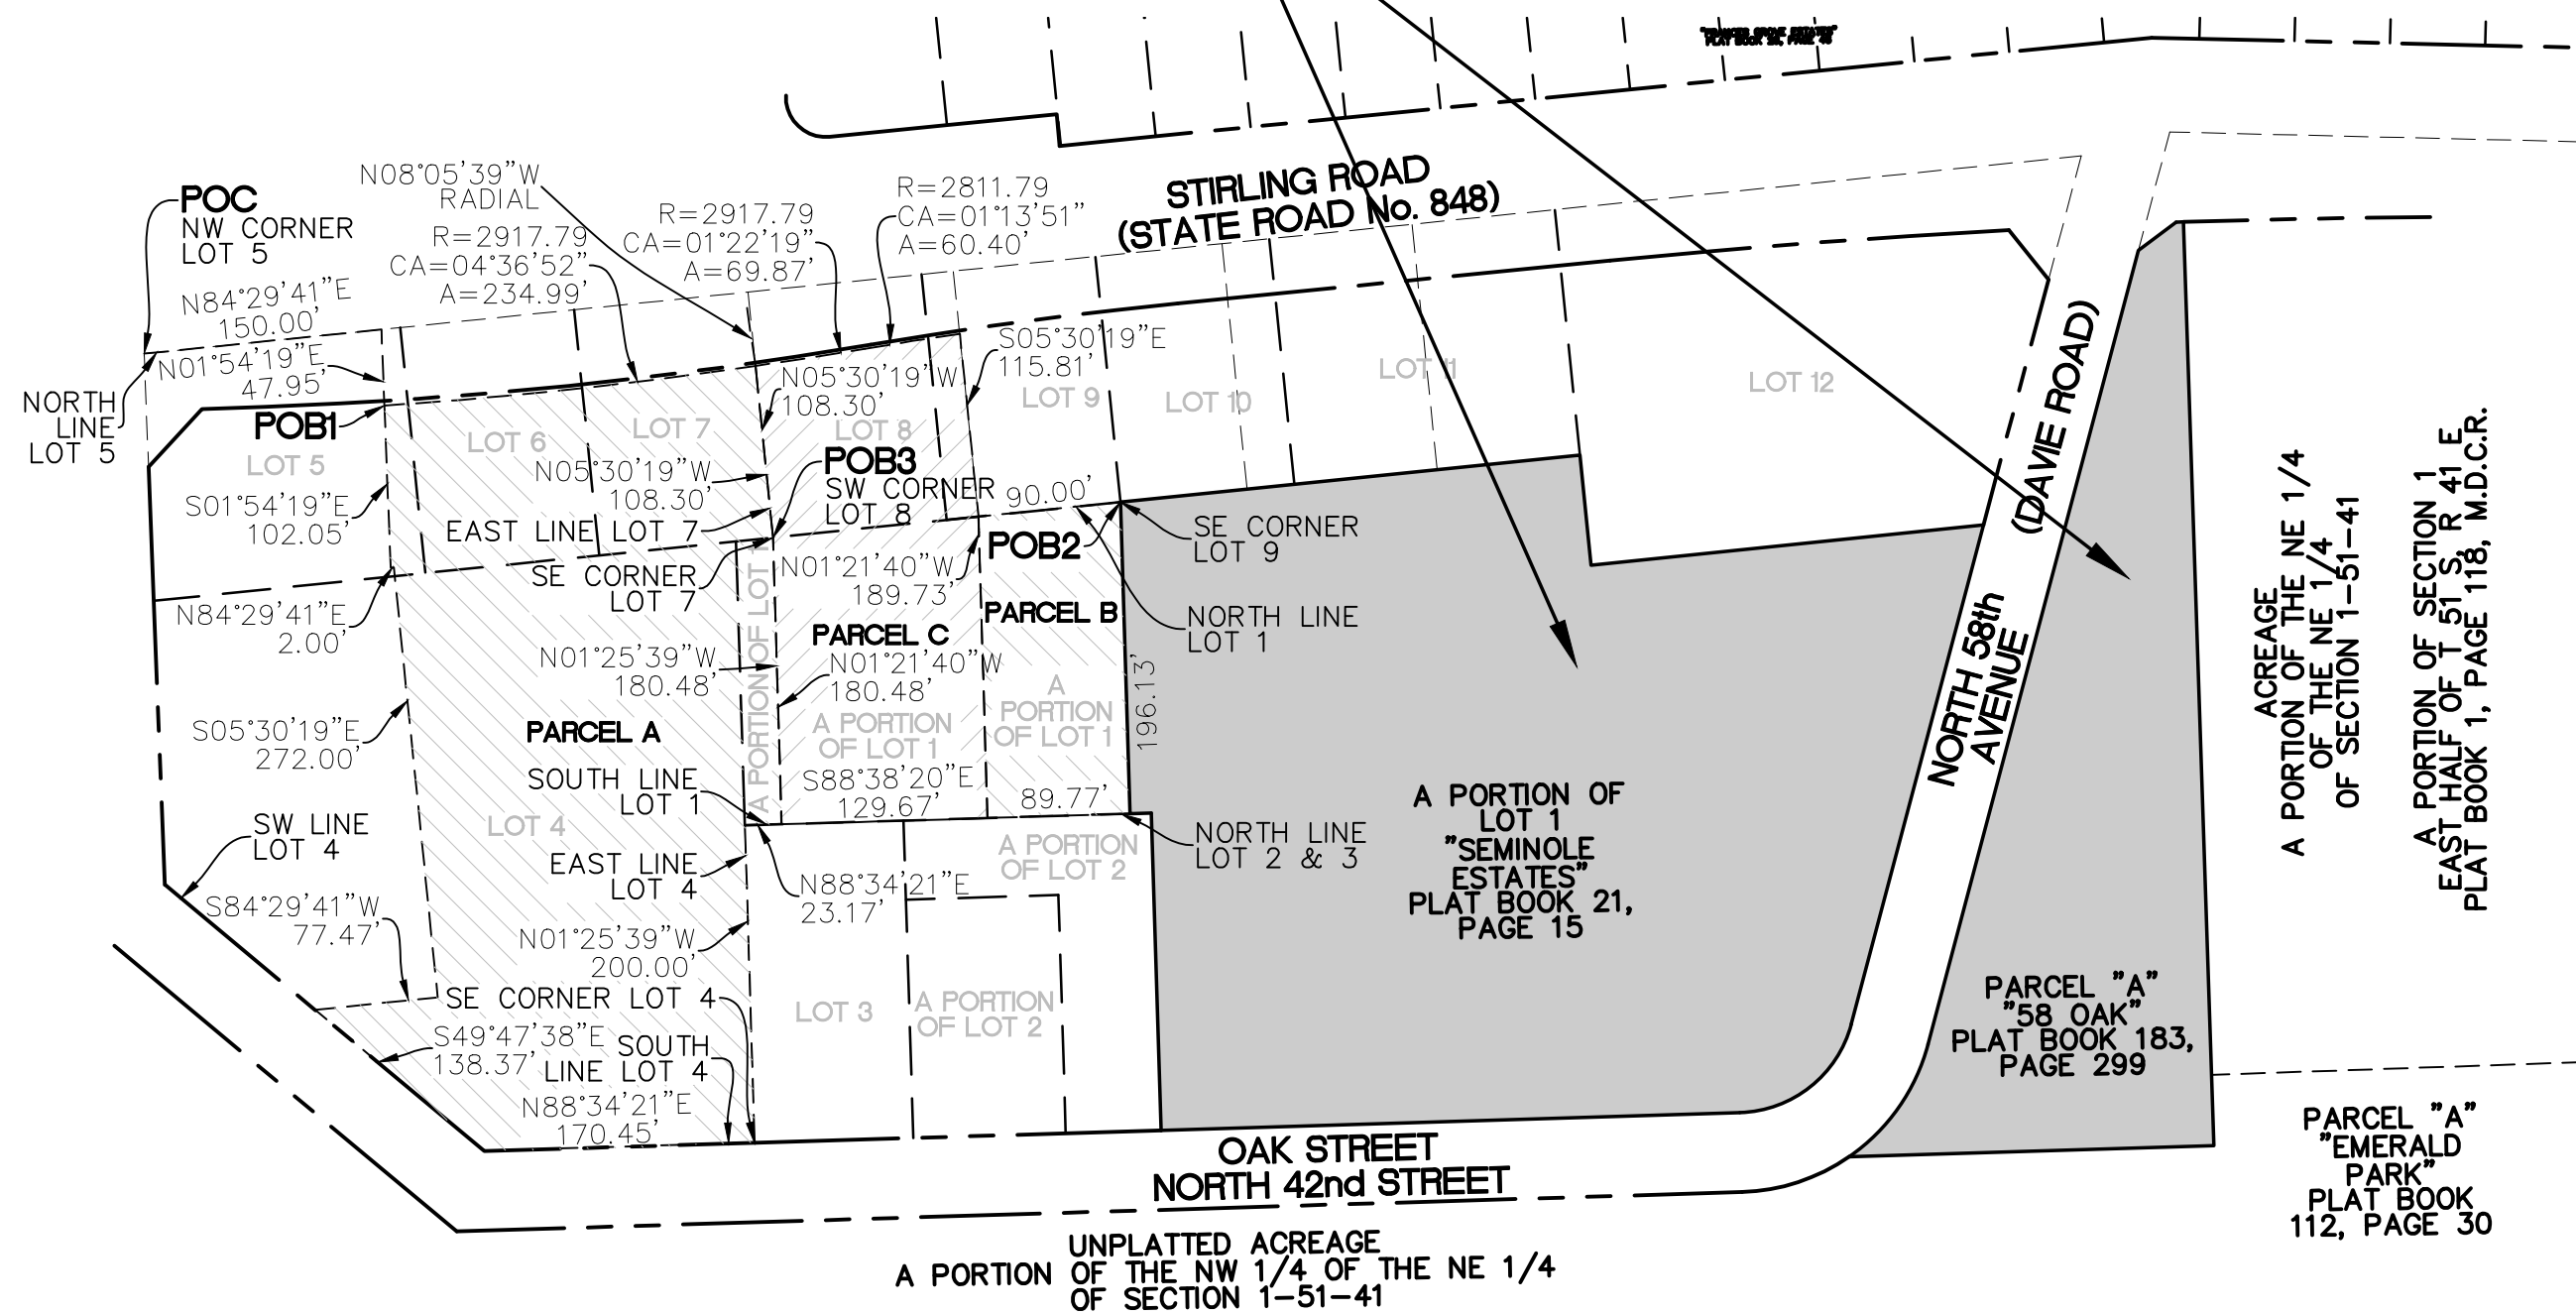 STIRLING ROAD
(STATE ROAD No. 848)
POC
NW CORNER
LOT 5
N84°29'41"E
150.00'
N01°54'19"E
47.95'
NORTH
LINE
LOT 5
POB1
LOT 5
S01°54'19"E
102.05'
N84°29'41"E
2.00'
S05°30'19"E
272.00'
SW LINE
LOT 4
S84°29'41"W
77.47'
N08°05'39"W
RADIAL
R=2917.79
CA=04°36'52"
A=234.99'
R=2917.79
CA=01°22'19"
A=69.87'
R=2811.79
CA=01°13'51"
A=60.40'
S05°30'19"E
115.81'
N05°30'19"W
108.30'
LOT 6
LOT 7
LOT 8
LOT 9
LOT 10
LOT 11
LOT 12
N05°30'19"W
108.30'
POB3
SW CORNER
LOT 8
90.00'
EAST LINE LOT 7
SE CORNER
LOT 7
POB2
SE CORNER
LOT 9
N01°21'40"W
189.73'
PARCEL B
NORTH LINE
LOT 1
PARCEL C
N01°25'39"W
180.48'
N01°21'40"W
180.48'
A PORTION OF LOT 1
A
PORTION
OF LOT 1
196.13'
PARCEL A
A PORTION
OF LOT 1
SOUTH LINE
LOT 1
S88°38'20"E
129.67'
89.77'
LOT 4
NORTH LINE
LOT 2 & 3
A PORTION
OF LOT 2
EAST LINE
LOT 4
N88°34'21"E
23.17'
N01°25'39"W
200.00'
SE CORNER LOT 4
LOT 3
A PORTION
OF LOT 2
S49°47'38"E
138.37'
SOUTH
LINE LOT 4
N88°34'21"E
170.45'
A PORTION OF
LOT 1
"SEMINOLE
ESTATES"
PLAT BOOK 21,
PAGE 15
NORTH 58th
AVENUE
(DAVIE ROAD)
PARCEL "A"
"58 OAK"
PLAT BOOK 183,
PAGE 299
ACREAGE
A PORTION OF THE NE 1/4
OF THE NE 1/4
OF SECTION 1-51-41
A PORTION OF SECTION 1
EAST HALF OF T 51 S, R 41 E
PLAT BOOK 1, PAGE 118, M.D.C.R.
PARCEL "A"
"EMERALD
PARK"
PLAT BOOK
112, PAGE 30
OAK STREET
NORTH 42nd STREET
UNPLATTED ACREAGE
A PORTION OF THE NW 1/4 OF THE NE 1/4
OF SECTION 1-51-41